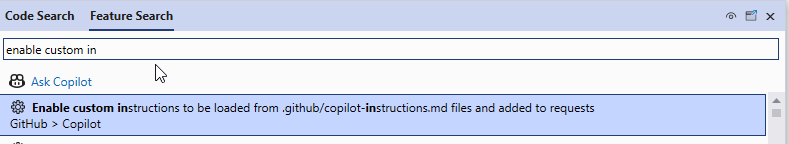 Code Search Feature Search
enable custom in
Ask Copilot
Enable custom instructions to be loaded from .github/copilot-instructions.md files and added to requests
GitHub > Copilot